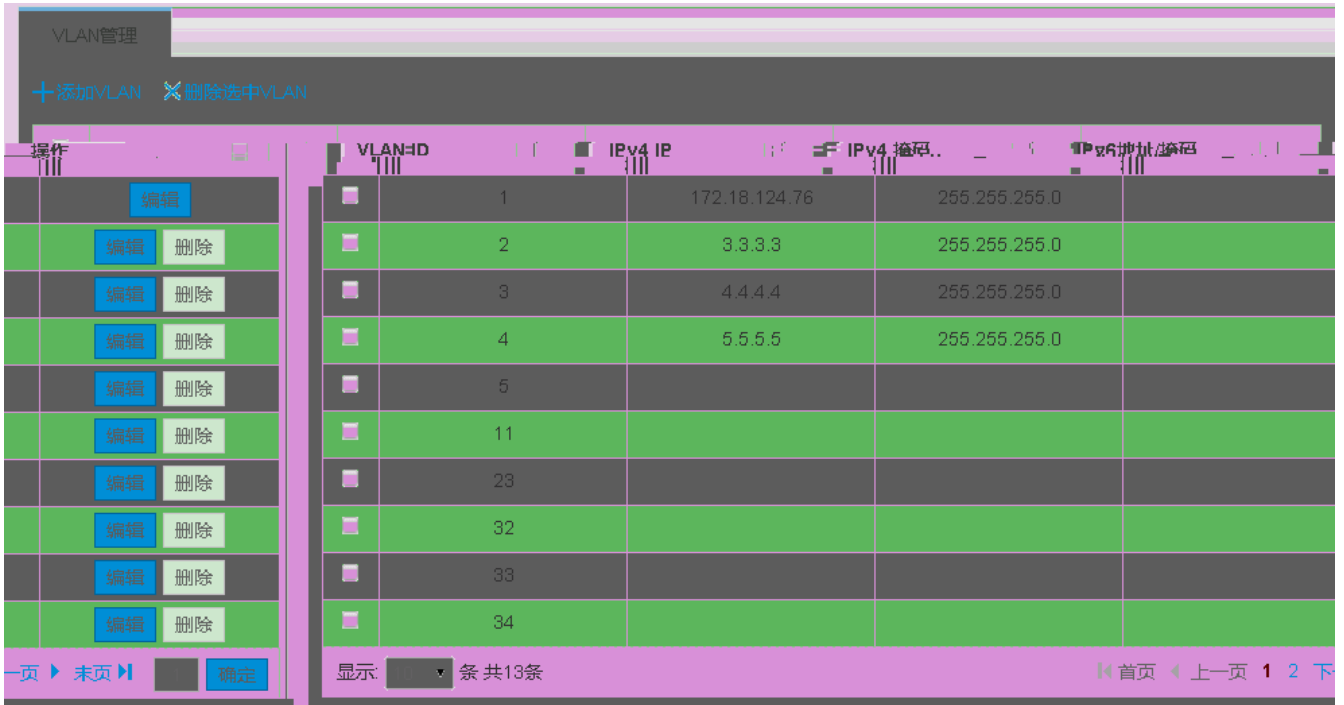 VLAN管理
添加VLAN 删除选中VLAN
操作 VLAN ID IPv4 IP IPv4 掩码 IPv6地址/掩码
编辑 1 172.18.124.76 255.255.255.0
编辑 删除 2 3.3.3.3 255.255.255.0
编辑 删除 3 4.4.4.4 255.255.255.0
编辑 删除 4 5.5.5.5 255.255.255.0
编辑 删除 5
编辑 删除 11
编辑 删除 23
编辑 删除 32
编辑 删除 33
编辑 删除 34
一页 末页 1 确定 显示: 10 条 共13条 首页 上一页 1 2 下